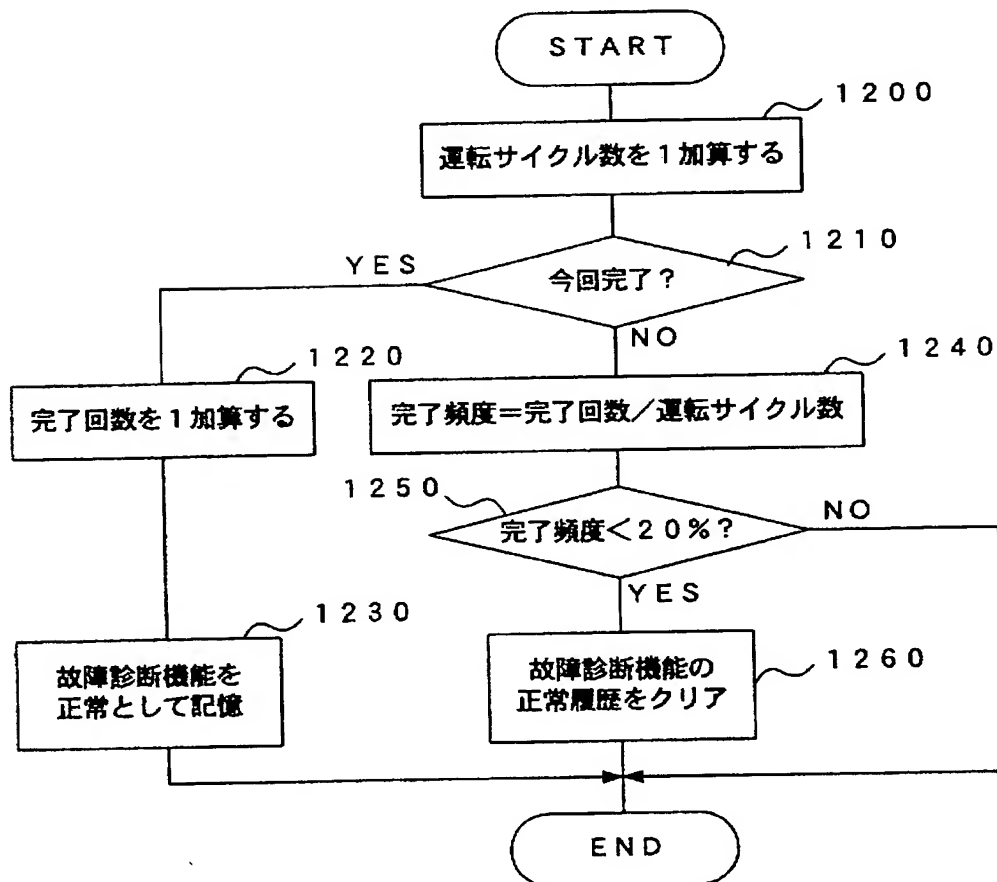 START
1200
運転サイクル数を1加算する
1210
YES
今回完了?
NO
1220
1240
完了回数を1加算する
完了頻度=完了回数/運転サイクル数
1250
NO
完了頻度<20%?
YES
1230
故障診断機能を
正常として記憶
1260
故障診断機能の
正常履歴をクリア
END